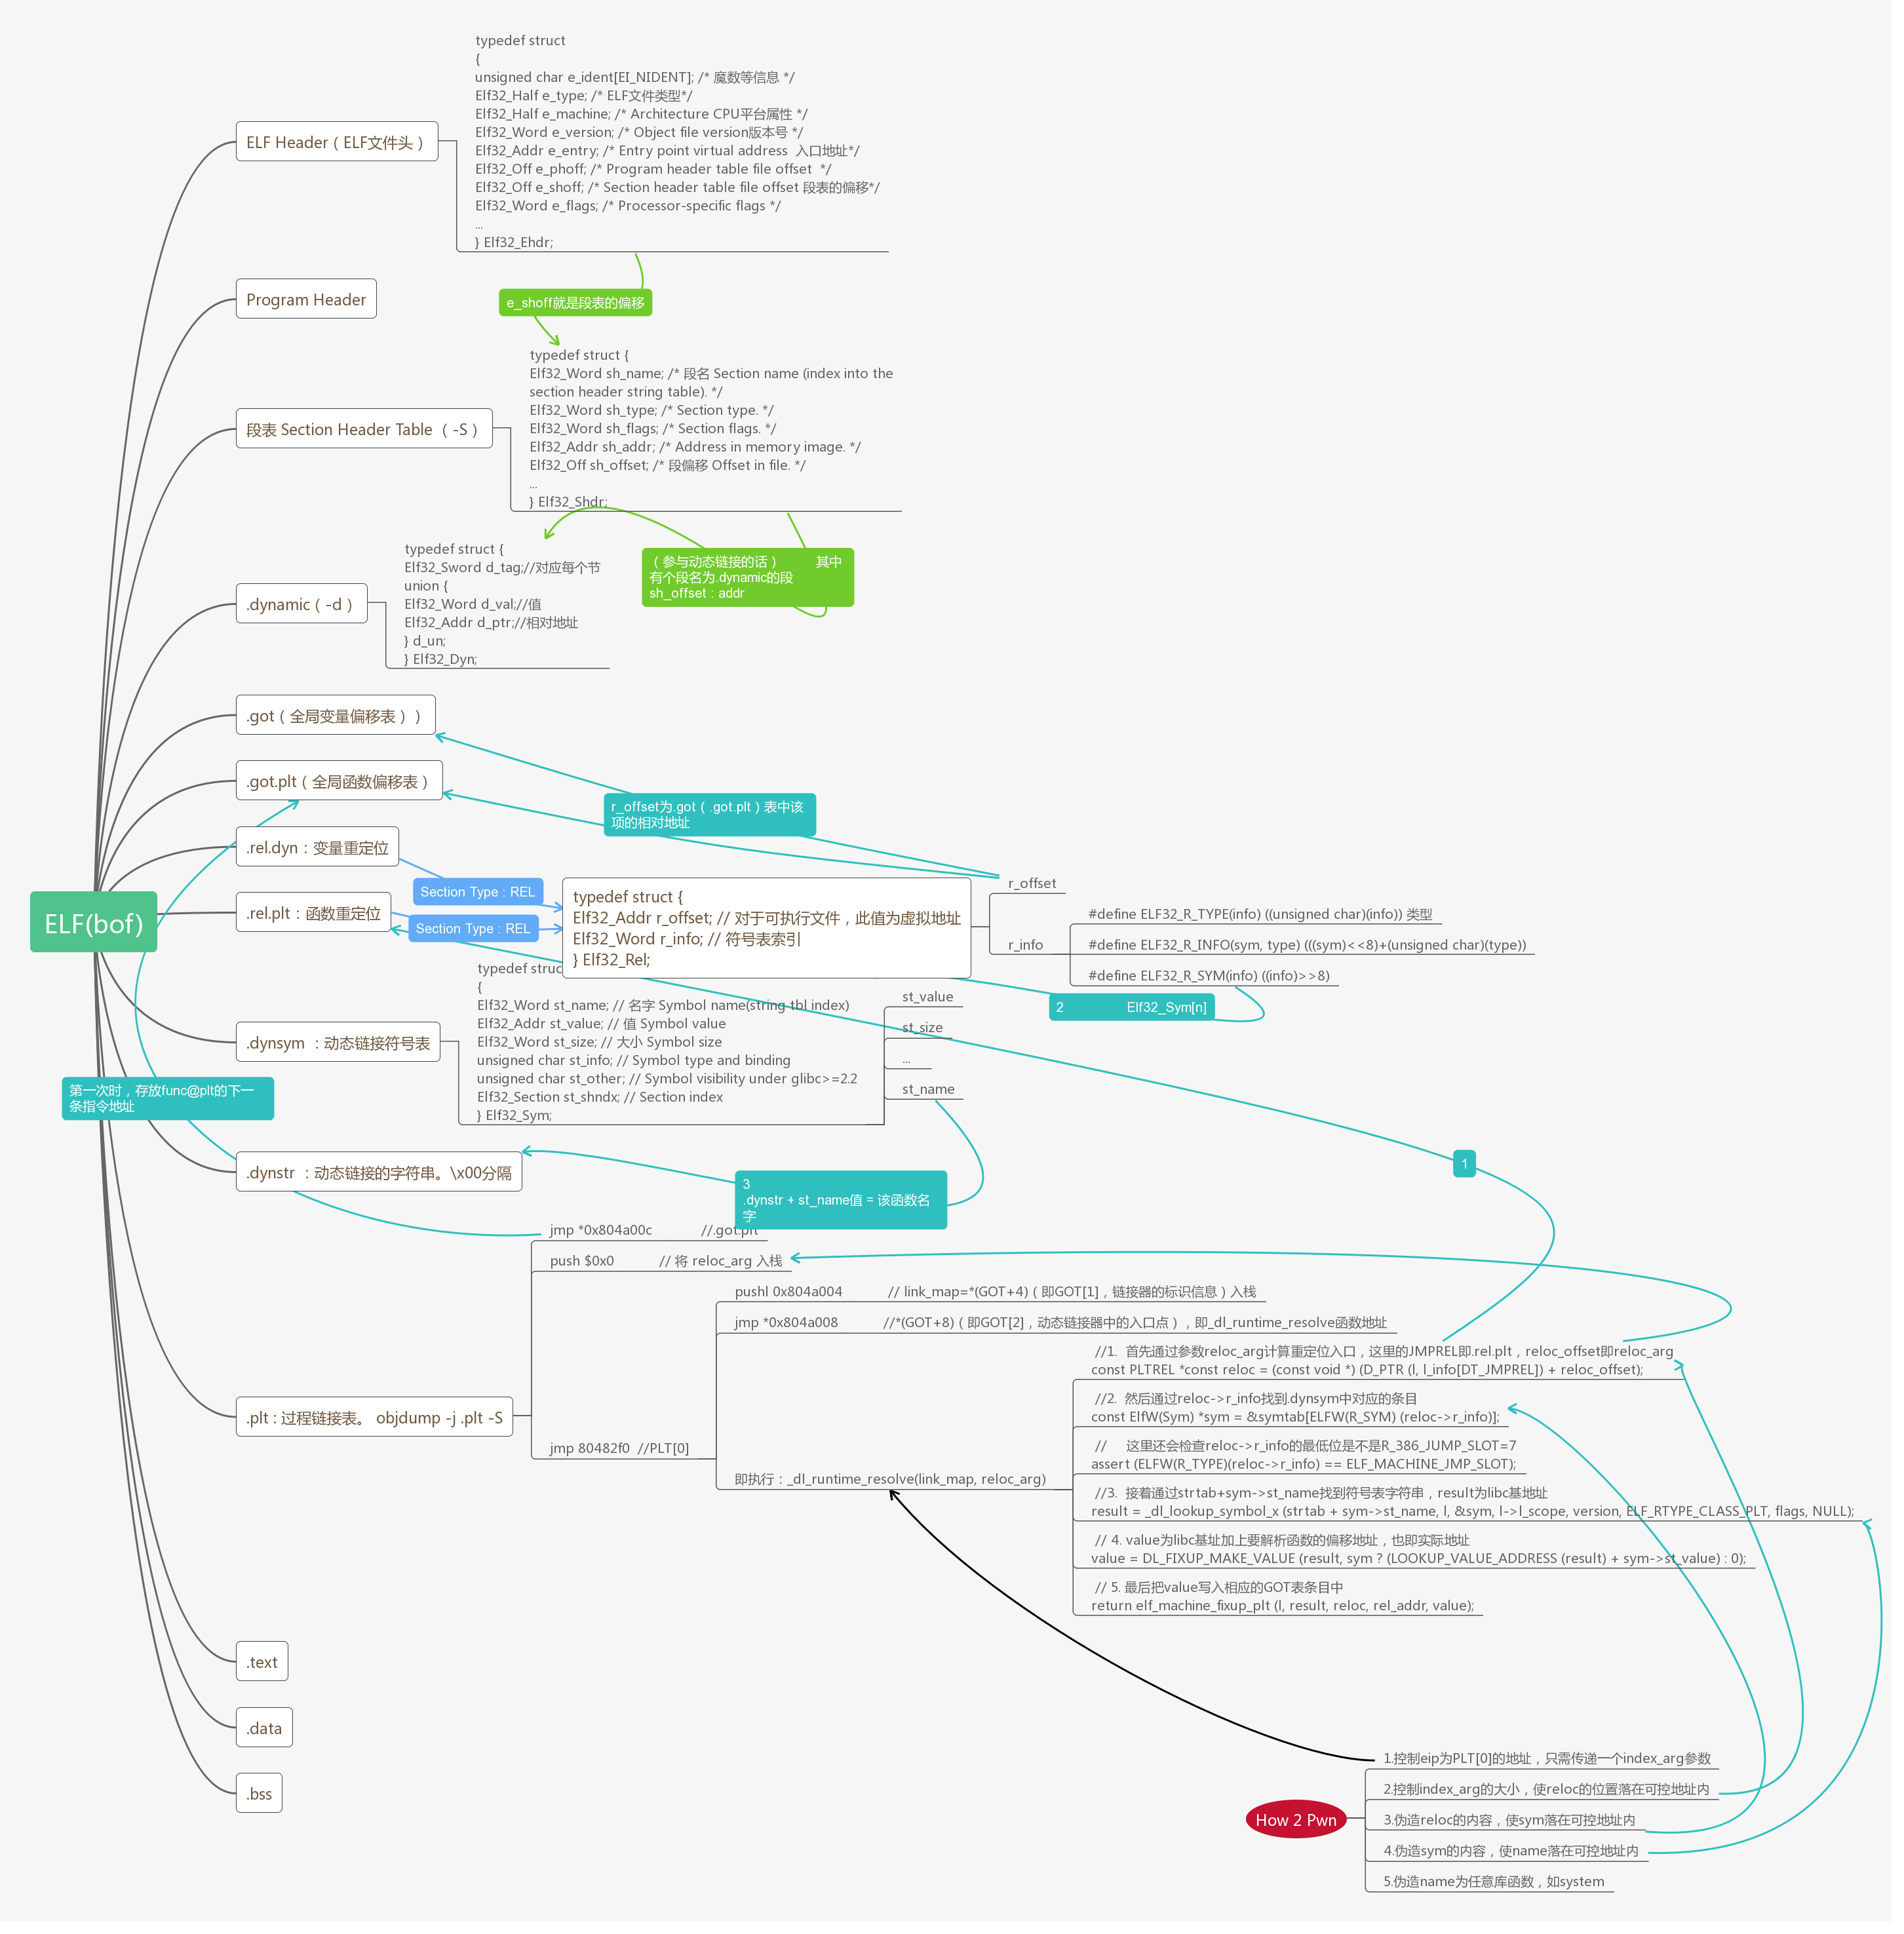 ELF(bof)
ELF Header（ELF文件头）
typedef struct
{
unsigned char e_ident[EI_NIDENT]; /* 魔数等信息 */
Elf32_Half e_type; /* ELF文件类型*/
Elf32_Half e_machine; /* Architecture CPU平台属性 */
Elf32_Word e_version; /* Object file version版本号 */
Elf32_Addr e_entry; /* Entry point virtual address  入口地址*/
Elf32_Off e_phoff; /* Program header table file offset  */
Elf32_Off e_shoff; /* Section header table file offset 段表的偏移*/
Elf32_Word e_flags; /* Processor-specific flags */
...
} Elf32_Ehdr;
Program Header
e_shoff就是段表的偏移
段表 Section Header Table （-S）
typedef struct {
Elf32_Word sh_name; /* 段名 Section name (index into the
section header string table). */
Elf32_Word sh_type; /* Section type. */
Elf32_Word sh_flags; /* Section flags. */
Elf32_Addr sh_addr; /* Address in memory image. */
Elf32_Off sh_offset; /* 段偏移 Offset in file. */
...
} Elf32_Shdr;
（参与动态链接的话） 其中
有个段名为.dynamic的段
sh_offset : addr
.dynamic（-d）
typedef struct {
Elf32_Sword d_tag;//对应每个节
union {
Elf32_Word d_val;//值
Elf32_Addr d_ptr;//相对地址
} d_un;
} Elf32_Dyn;
.got（全局变量偏移表））
.got.plt（全局函数偏移表）
r_offset为.got（.got.plt）表中该
项的相对地址
.rel.dyn：变量重定位
Section Type : REL
.rel.plt：函数重定位
Section Type : REL
typedef struct {
Elf32_Addr r_offset; // 对于可执行文件，此值为虚拟地址
Elf32_Word r_info; // 符号表索引
} Elf32_Rel;
r_offset
r_info
#define ELF32_R_TYPE(info) ((unsigned char)(info)) 类型
#define ELF32_R_INFO(sym, type) (((sym)<<8)+(unsigned char)(type))
#define ELF32_R_SYM(info) ((info)>>8)
2 Elf32_Sym[n]
.dynsym ：动态链接符号表
typedef struc
{
Elf32_Word st_name; // 名字 Symbol name(string tbl index)
Elf32_Addr st_value; // 值 Symbol value
Elf32_Word st_size; // 大小 Symbol size
unsigned char st_info; // Symbol type and binding
unsigned char st_other; // Symbol visibility under glibc>=2.2
Elf32_Section st_shndx; // Section index
} Elf32_Sym;
st_value
st_size
...
st_name
第一次时，存放func@plt的下一
条指令地址
.dynstr ：动态链接的字符串。\x00分隔
1
3
.dynstr + st_name值 = 该函数名
字
.plt : 过程链接表。 objdump -j .plt -S
jmp *0x804a00c //.got.plt
push $0x0 // 将 reloc_arg 入栈
jmp 80482f0  //PLT[0]
pushl 0x804a004 // link_map=*(GOT+4)（即GOT[1]，链接器的标识信息）入栈
jmp *0x804a008 //*(GOT+8)（即GOT[2]，动态链接器中的入口点），即_dl_runtime_resolve函数地址
即执行：_dl_runtime_resolve(link_map, reloc_arg)
//1.  首先通过参数reloc_arg计算重定位入口，这里的JMPREL即.rel.plt，reloc_offset即reloc_arg
const PLTREL *const reloc = (const void *) (D_PTR (l, l_info[DT_JMPREL]) + reloc_offset);
//2.  然后通过reloc->r_info找到.dynsym中对应的条目
const ElfW(Sym) *sym = &symtab[ELFW(R_SYM) (reloc->r_info)];
//     这里还会检查reloc->r_info的最低位是不是R_386_JUMP_SLOT=7
assert (ELFW(R_TYPE)(reloc->r_info) == ELF_MACHINE_JMP_SLOT);
//3.  接着通过strtab+sym->st_name找到符号表字符串，result为libc基地址
result = _dl_lookup_symbol_x (strtab + sym->st_name, l, &sym, l->l_scope, version, ELF_RTYPE_CLASS_PLT, flags, NULL);
// 4. value为libc基址加上要解析函数的偏移地址，也即实际地址
value = DL_FIXUP_MAKE_VALUE (result, sym ? (LOOKUP_VALUE_ADDRESS (result) + sym->st_value) : 0);
// 5. 最后把value写入相应的GOT表条目中
return elf_machine_fixup_plt (l, result, reloc, rel_addr, value);
.text
.data
.bss
How 2 Pwn
1.控制eip为PLT[0]的地址，只需传递一个index_arg参数
2.控制index_arg的大小，使reloc的位置落在可控地址内
3.伪造reloc的内容，使sym落在可控地址内
4.伪造sym的内容，使name落在可控地址内
5.伪造name为任意库函数，如system